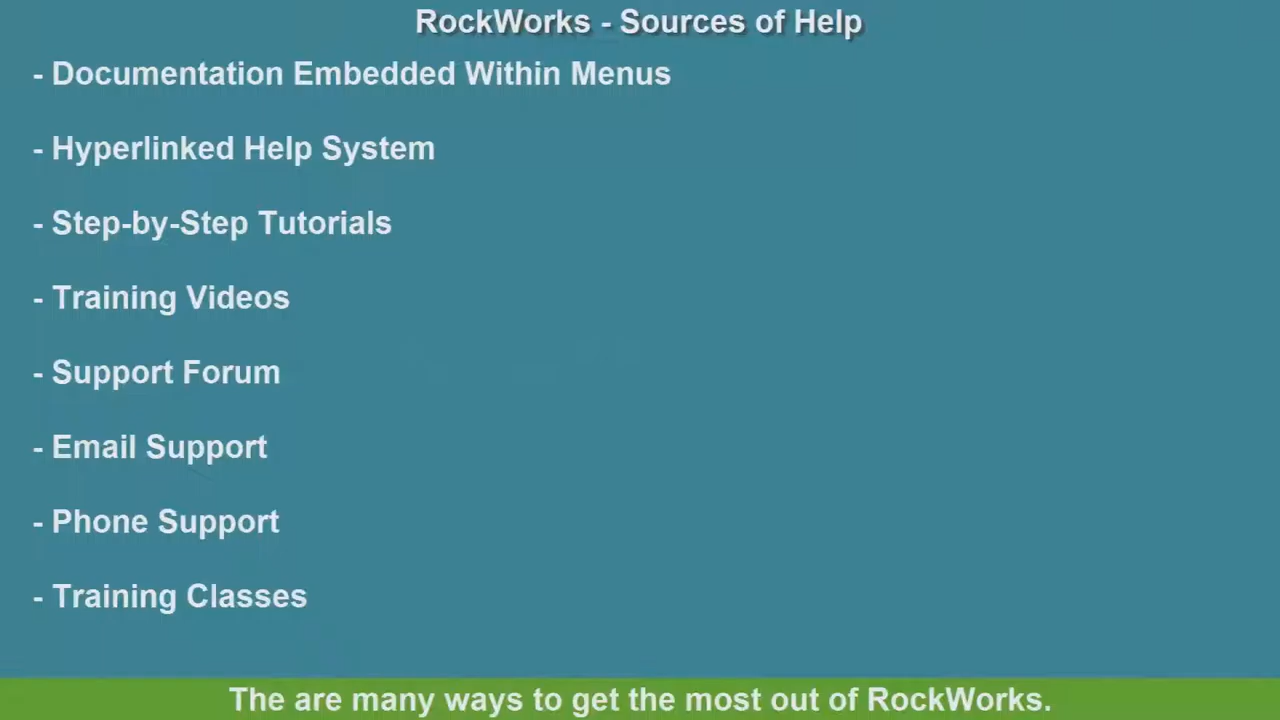 RockWorks - Sources of Help
- Documentation Embedded Within Menus
- Hyperlinked Help System
- Step-by-Step Tutorials
- Training Videos
- Support Forum
- Email Support
- Phone Support
- Training Classes
The are many ways to get the most out of RockWorks.